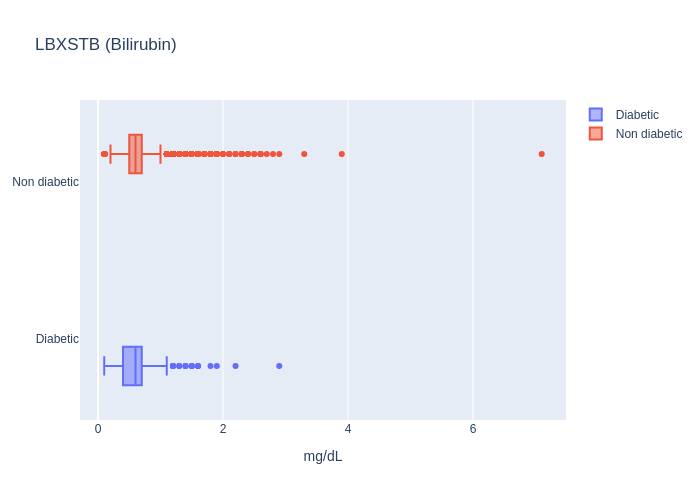 LBXSTB (Bilirubin)
Diabetic
Non diabetic
Non diabetic
Diabetic
0
2
4
6
mg/dL